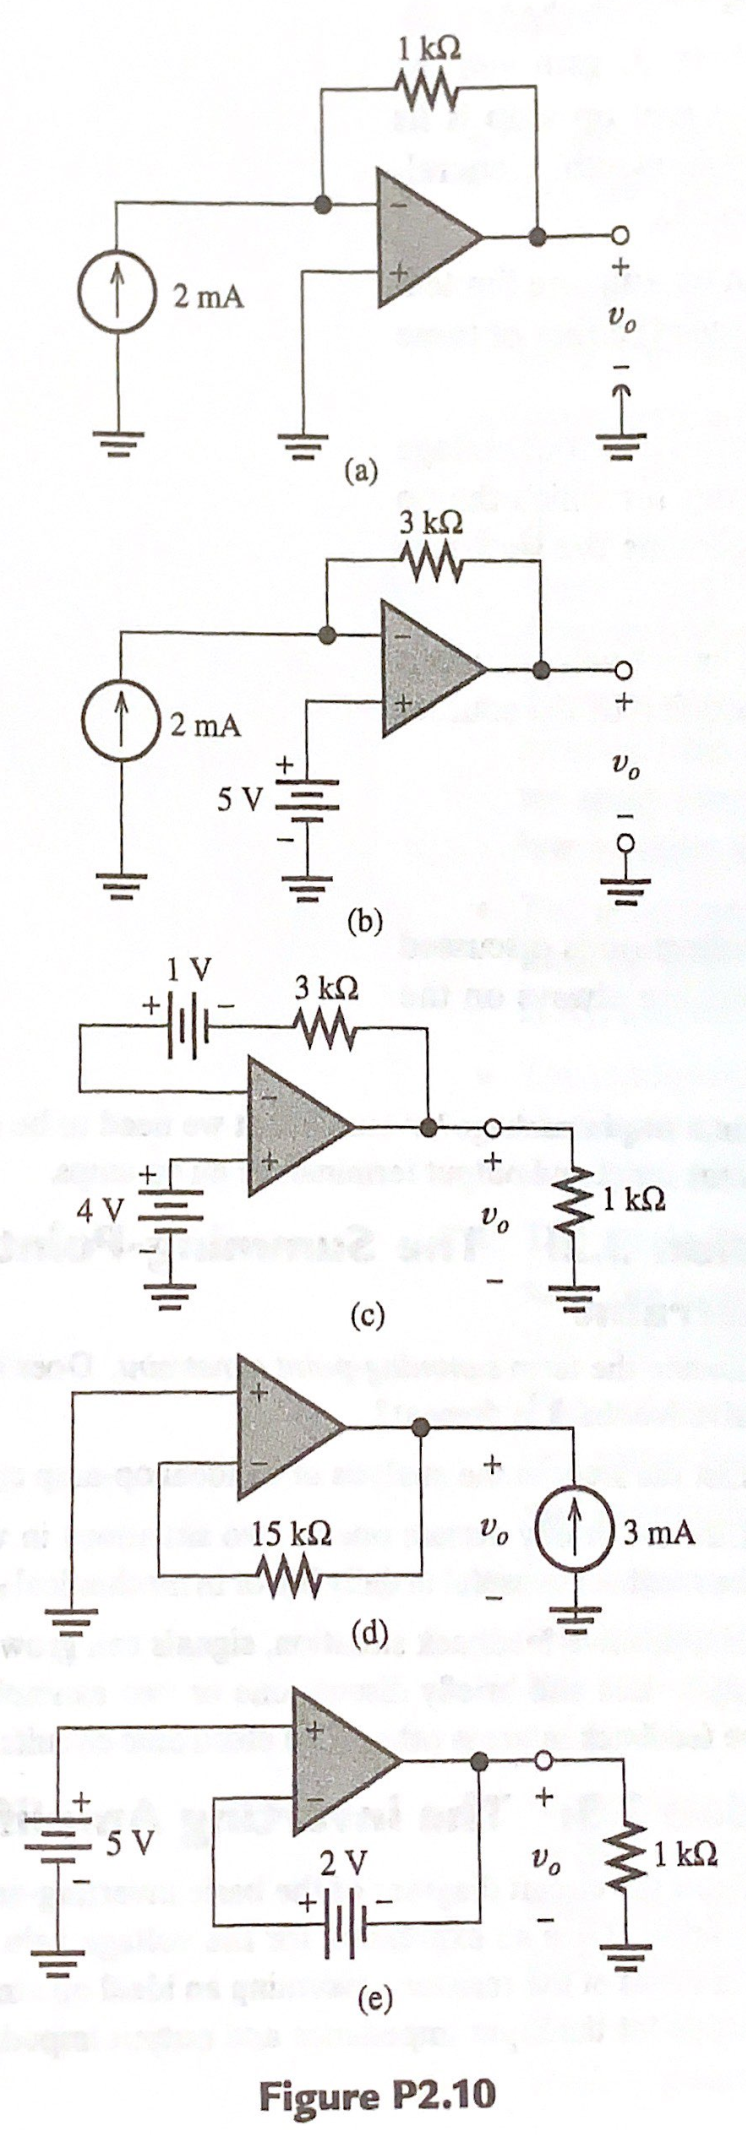 1 kΩ
−
+
2 mA
+
v_o
−
(a)
3 kΩ
−
+
2 mA
+
5 V
−
+
v_o
−
(b)
1 V
+ −
3 kΩ
−
+
+
4 V
−
+
v_o
−
1 kΩ
(c)
+
−
15 kΩ
+
v_o
−
3 mA
(d)
+
−
+
5 V
−
2 V
+ −
+
v_o
−
1 kΩ
(e)
Figure P2.10